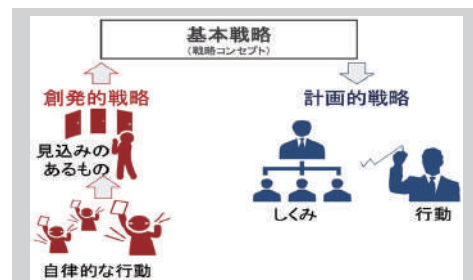 基本戦略
(戦略コンセプト)
創発的戦略
計画的戦略
見込みの
あるもの
しくみ
行動
自律的な行動